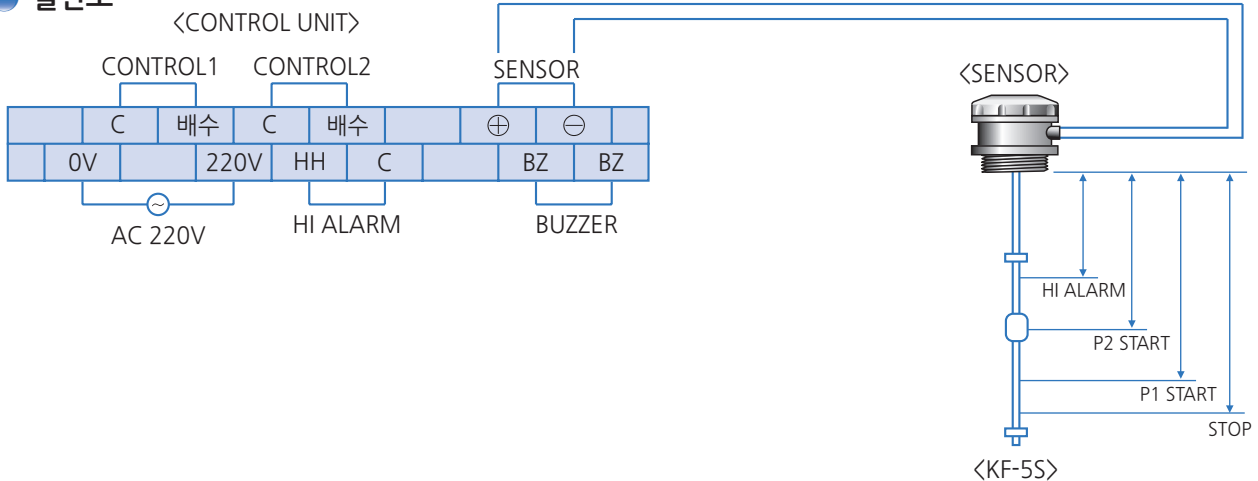 <CONTROL UNIT>
CONTROL1 CONTROL2 SENSOR
C 배수 C 배수 ⊕ ⊖
0V 220V HH C BZ BZ
~
AC 220V HI ALARM BUZZER
<SENSOR>
HI ALARM
P2 START
P1 START
STOP
<KF-5S>